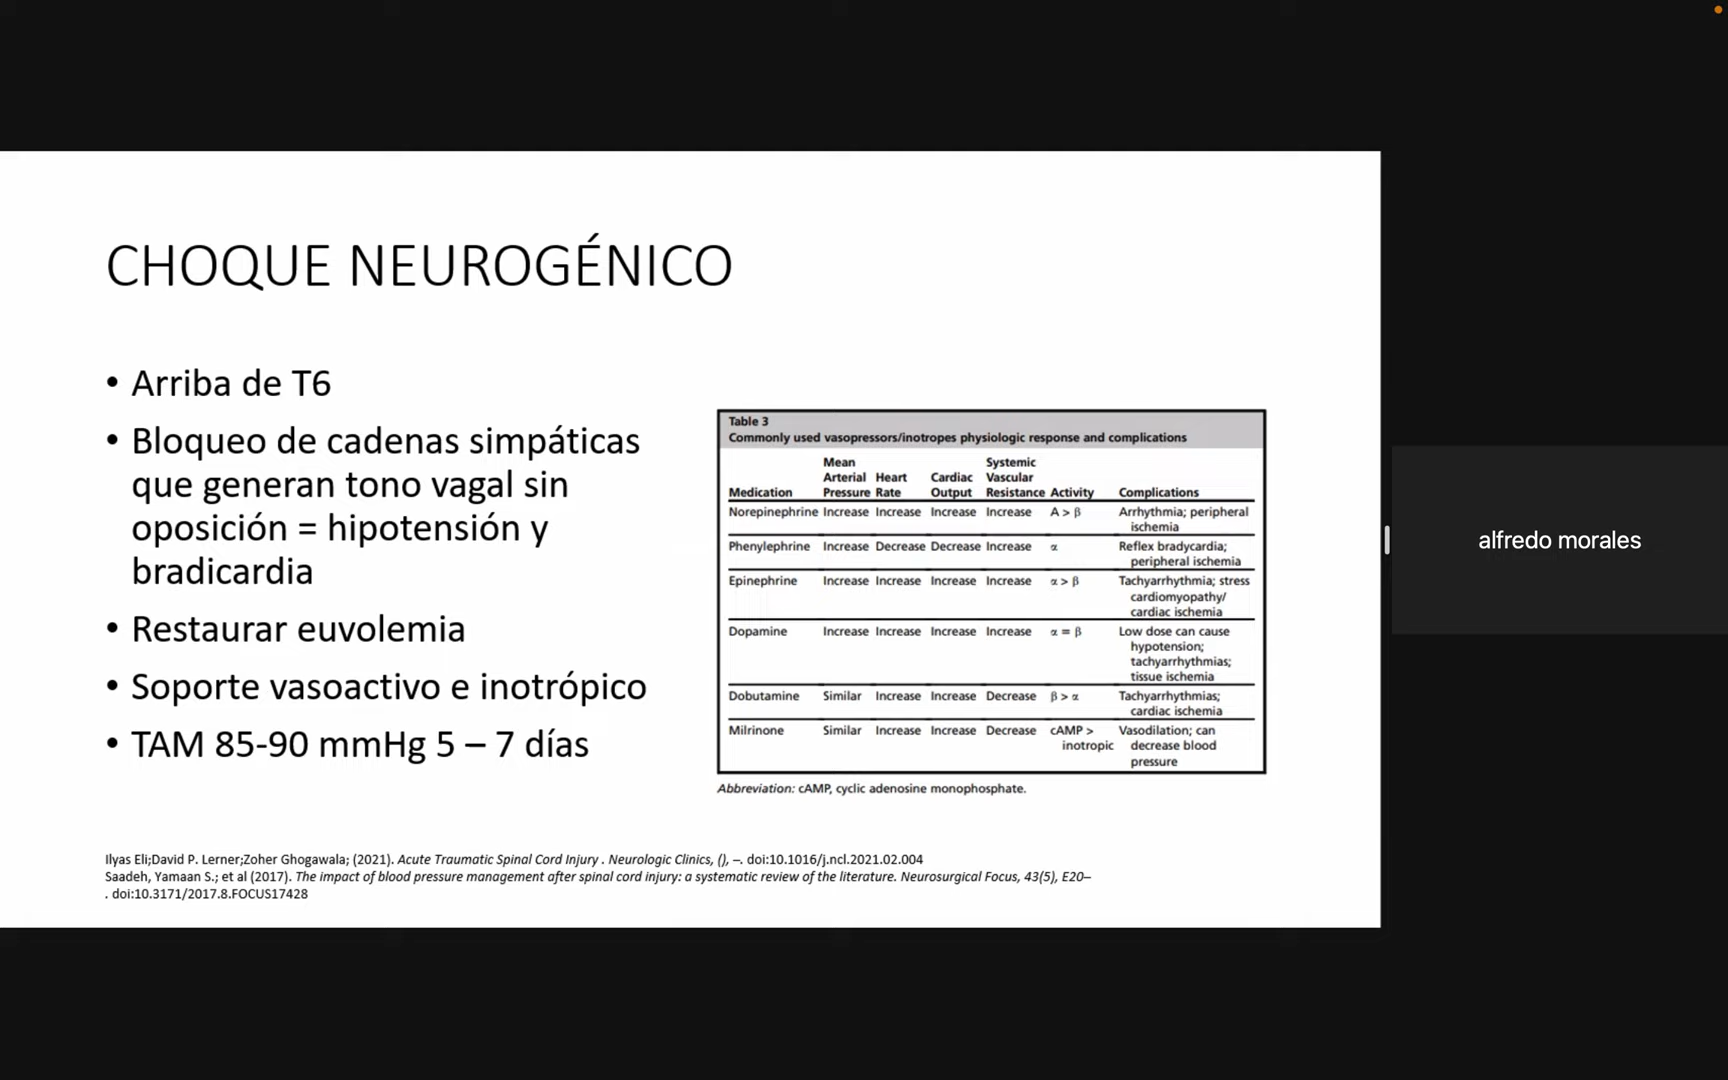 CHOQUE NEUROGÉNICO
• Arriba de T6
• Bloqueo de cadenas simpáticas
que generan tono vagal sin
oposición = hipotensión y
bradicardia
• Restaurar euvolemia
• Soporte vasoactivo e inotrópico
• TAM 85-90 mmHg 5 – 7 días
Table 3
Commonly used vasopressors/inotropes physiologic response and complications
Mean Systemic
Arterial Heart Cardiac Vascular
Medication Pressure Rate Output Resistance Activity Complications
Norepinephrine Increase Increase Increase Increase A > β Arrhythmia; peripheral
ischemia
Phenylephrine Increase Decrease Decrease Increase α Reflex bradycardia;
peripheral ischemia
Epinephrine Increase Increase Increase Increase α > β Tachyarrhythmia; stress
cardiomyopathy/
cardiac ischemia
Dopamine Increase Increase Increase Increase α = β Low dose can cause
hypotension;
tachyarrhythmias;
tissue ischemia
Dobutamine Similar Increase Increase Decrease β > α Tachyarrhythmias;
cardiac ischemia
Milrinone Similar Increase Increase Decrease cAMP > Vasodilation; can
inotropic decrease blood
pressure
Abbreviation: cAMP, cyclic adenosine monophosphate.
Ilyas Eli;David P. Lerner;Zoher Ghogawala; (2021). Acute Traumatic Spinal Cord Injury . Neurologic Clinics, (), –. doi:10.1016/j.ncl.2021.02.004
Saadeh, Yamaan S.; et al (2017). The impact of blood pressure management after spinal cord injury: a systematic review of the literature. Neurosurgical Focus, 43(5), E20–
. doi:10.3171/2017.8.FOCUS17428
alfredo morales